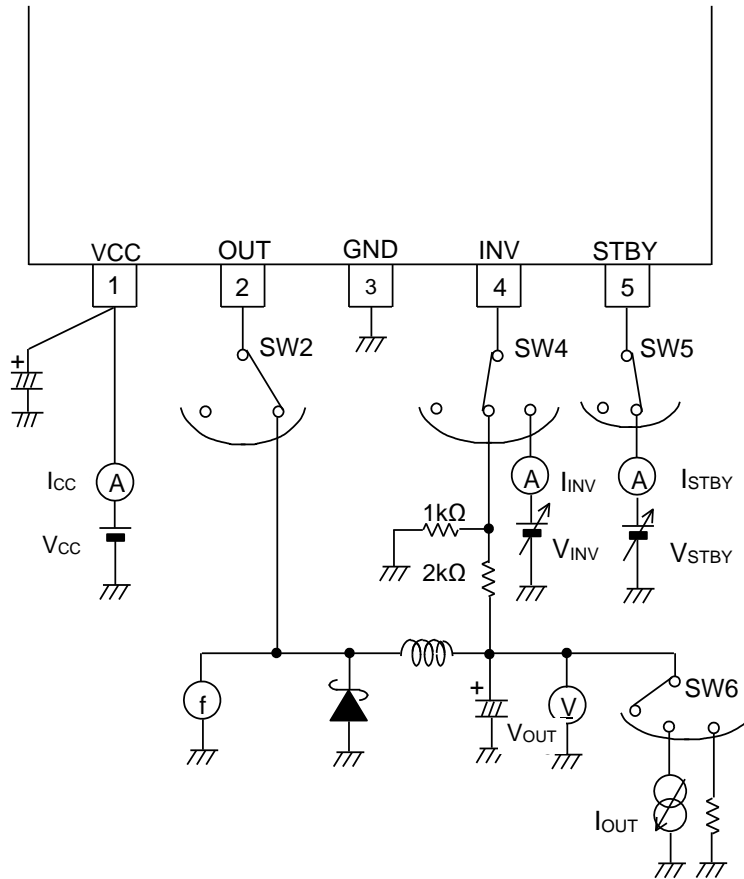 VCC OUT GND INV STBY
1 2 3 4 5
+ SW2 SW4 SW5
ICC A A IINV A ISTBY
1kΩ
VCC VINV VSTBY
2kΩ
SW6
f + V
VOUT
IOUT